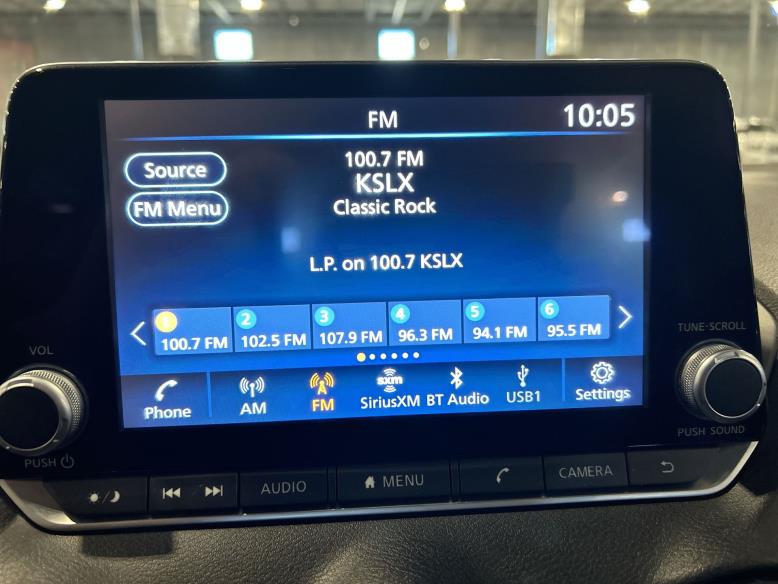 FM
10:05
Source
100.7 FM
KSLX
FM Menu
Classic Rock
L.P. on 100.7 KSLX
1 2 3 4 5 6
100.7 FM 102.5 FM 107.9 FM 96.3 FM 94.1 FM 95.5 FM
Phone AM FM sxm SiriusXM BT Audio USB1 Settings
VOL
PUSH
TUNE·SCROLL
PUSH SOUND
AUDIO MENU CAMERA